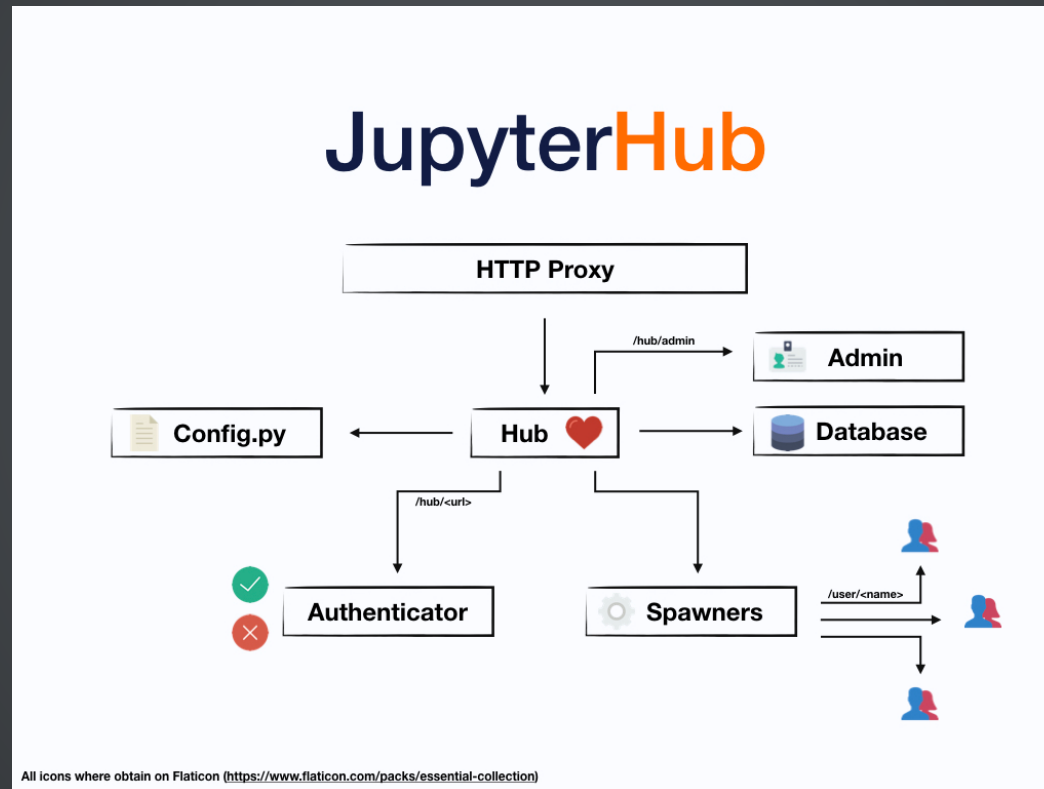 JupyterHub
HTTP Proxy
/hub/admin
Admin
Config.py
Hub
Database
/hub/<url>
Authenticator
Spawners
/user/<name>
All icons where obtain on Flaticon (https://www.flaticon.com/packs/essential-collection)